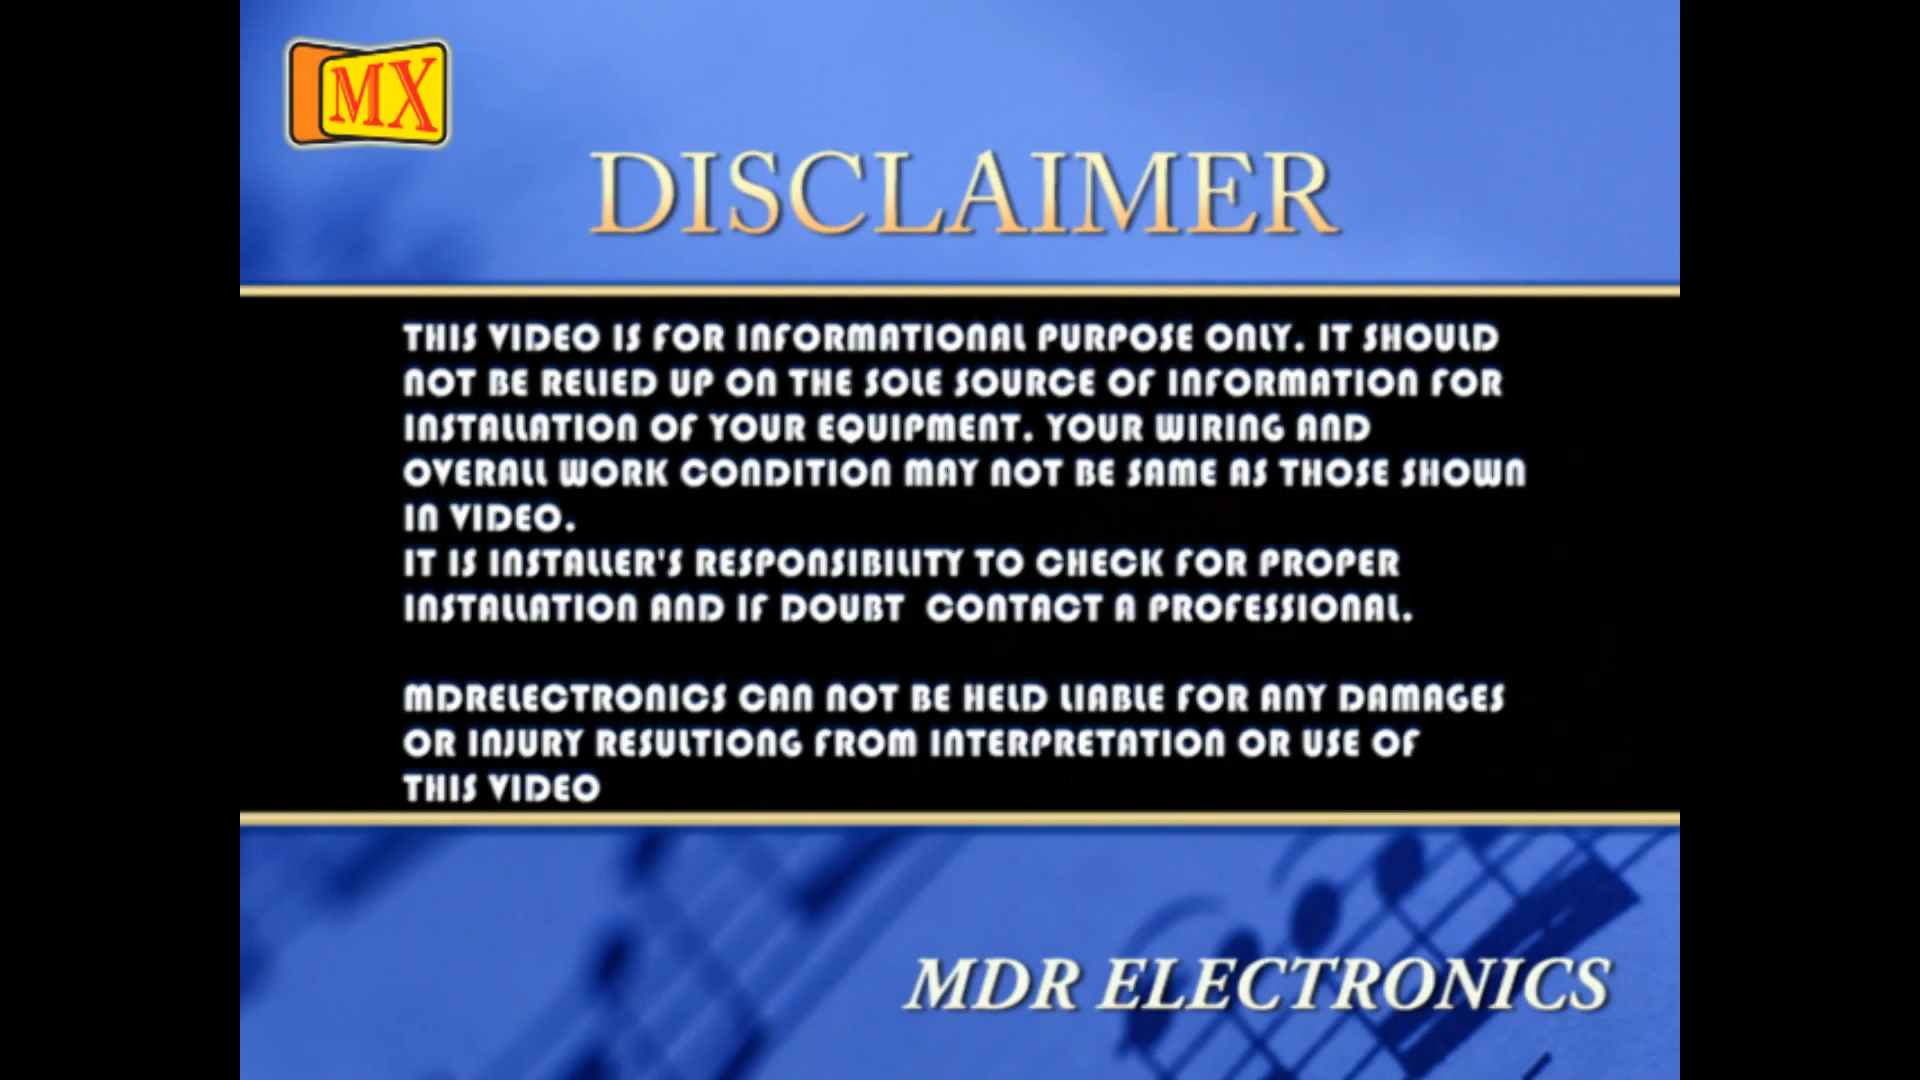 MX
DISCLAIMER
THIS VIDEO IS FOR INFORMATIONAL PURPOSE ONLY. IT SHOULD
NOT BE RELIED UP ON THE SOLE SOURCE OF INFORMATION FOR
INSTALLATION OF YOUR EQUIPMENT. YOUR WIRING AND
OVERALL WORK CONDITION MAY NOT BE SAME AS THOSE SHOWN
IN VIDEO.
IT IS INSTALLER'S RESPONSIBILITY TO CHECK FOR PROPER
INSTALLATION AND IF DOUBT CONTACT A PROFESSIONAL.
MDRELECTRONICS CAN NOT BE HELD LIABLE FOR ANY DAMAGES
OR INJURY RESULTIONG FROM INTERPRETATION OR USE OF
THIS VIDEO
MDR ELECTRONICS